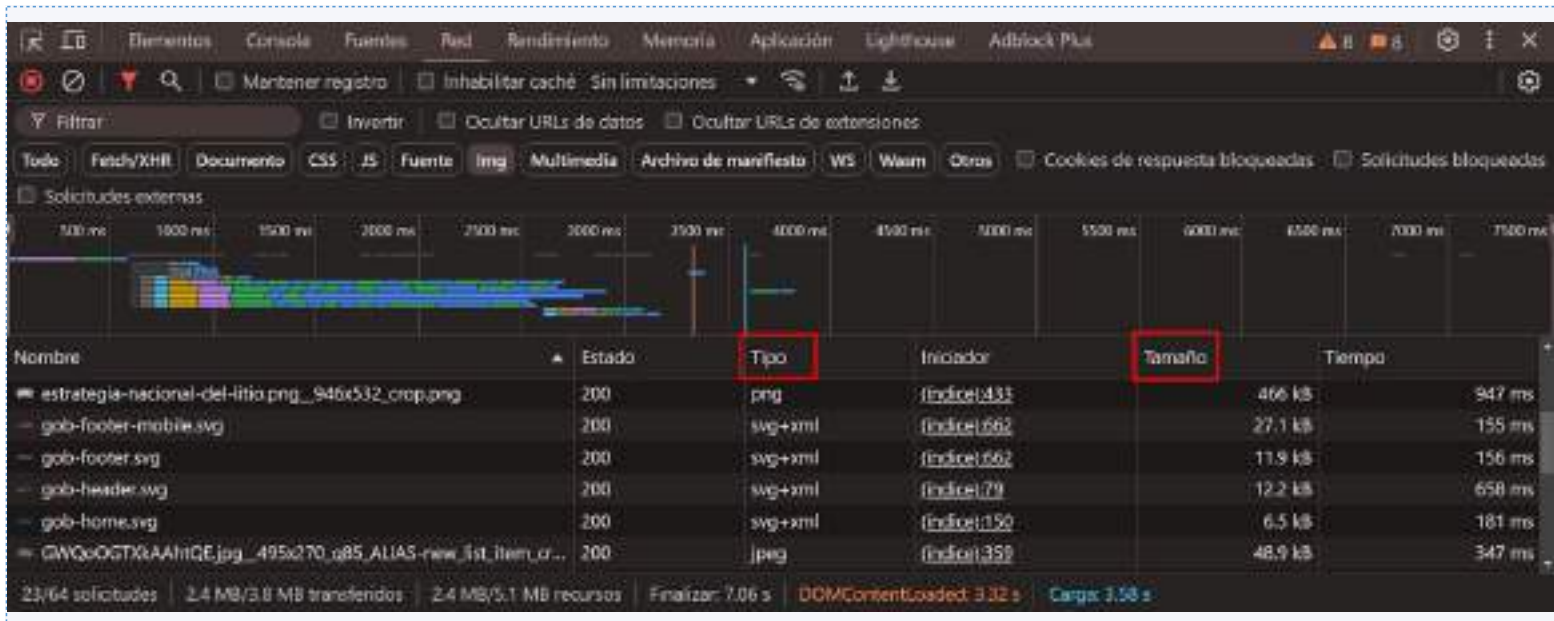 Elementos Consola Fuentes Red Rendimiento Memoria Aplicación Lighthouse Adblock Plus 8 6
Mantener registro Inhabilitar caché Sin limitaciones
Filtrar Invertir Ocultar URLs de datos Ocultar URLs de extensiones
Todo Fetch/XHR Documento CSS JS Fuente Img Multimedia Archivo de manifiesto WS Wasm Otros Cookies de respuesta bloqueadas Solicitudes bloqueadas
Solicitudes externas
500 ms 1000 ms 1500 ms 2000 ms 2500 ms 3000 ms 3500 ms 4000 ms 4500 ms 5000 ms 5500 ms 6000 ms 6500 ms 7000 ms 7500 ms
Nombre Estado Tipo Iniciador Tamaño Tiempo
estrategia-nacional-del-litio.png__946x532_crop.png 200 png (índice):433 466 kB 947 ms
gob-footer-mobile.svg 200 svg+xml (índice):662 27.1 kB 155 ms
gob-footer.svg 200 svg+xml (índice):662 11.9 kB 156 ms
gob-header.svg 200 svg+xml (índice):79 12.2 kB 658 ms
gob-home.svg 200 svg+xml (índice):150 6.5 kB 181 ms
200 jpeg (índice):359 48.9 kB 347 ms
23/64 solicitudes 2.4 MB/3.8 MB transferidos 2.4 MB/5.1 MB recursos Finalizar: 7.06 s DOMContentLoaded: 3.32 s Carga: 3.58 s